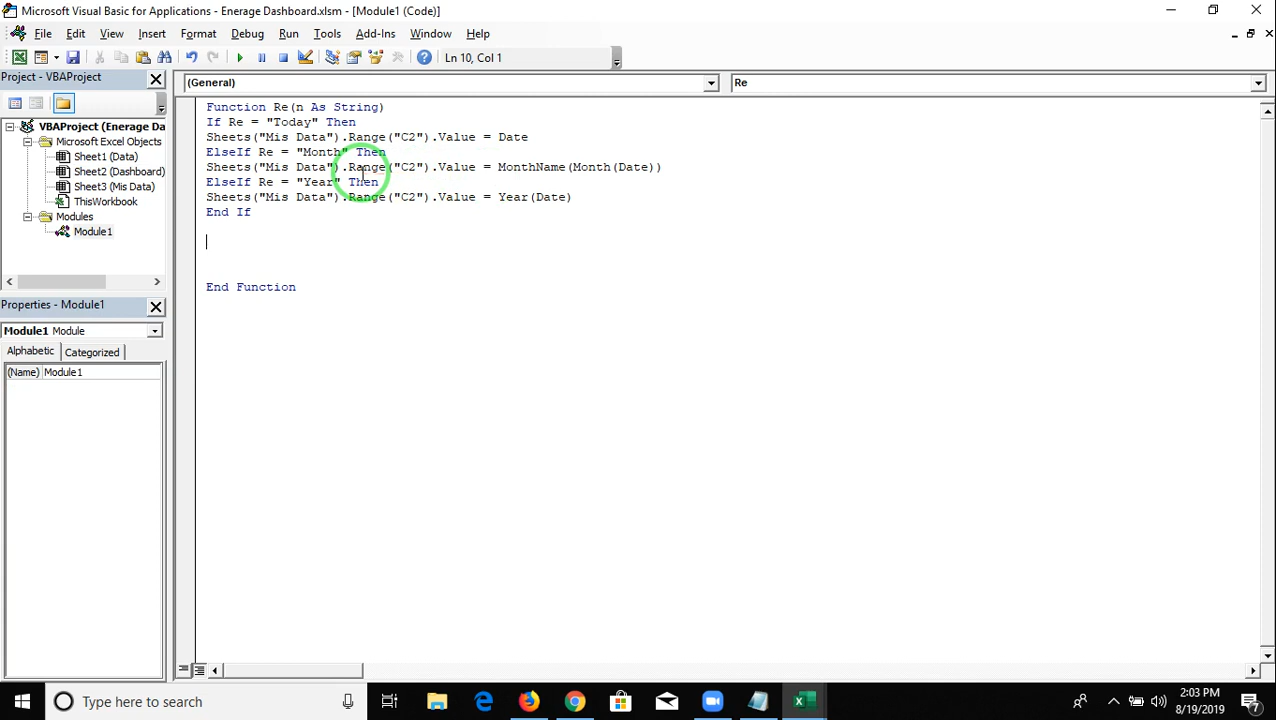 Microsoft Visual Basic for Applications - Enerage Dashboard.xlsm - [Module1 (Code)]
File Edit View Insert Format Debug Run Tools Add-Ins Window Help
Ln 10, Col 1
Project - VBAProject
(General)
Re
VBAProject (Enerage Da
Microsoft Excel Objects
Sheet1 (Data)
Sheet2 (Dashboard)
Sheet3 (Mis Data)
ThisWorkbook
Modules
Module1
Function Re(n As String)
If Re = "Today" Then
Sheets("Mis Data").Range("C2").Value = Date
ElseIf Re = "Month" Then
Sheets("Mis Data").Range("C2").Value = MonthName(Month(Date))
ElseIf Re = "Year" Then
Sheets("Mis Data").Range("C2").Value = Year(Date)
End If
End Function
Properties - Module1
Module1 Module
Alphabetic Categorized
(Name) Module1
Type here to search
2:03 PM
8/19/2019
7